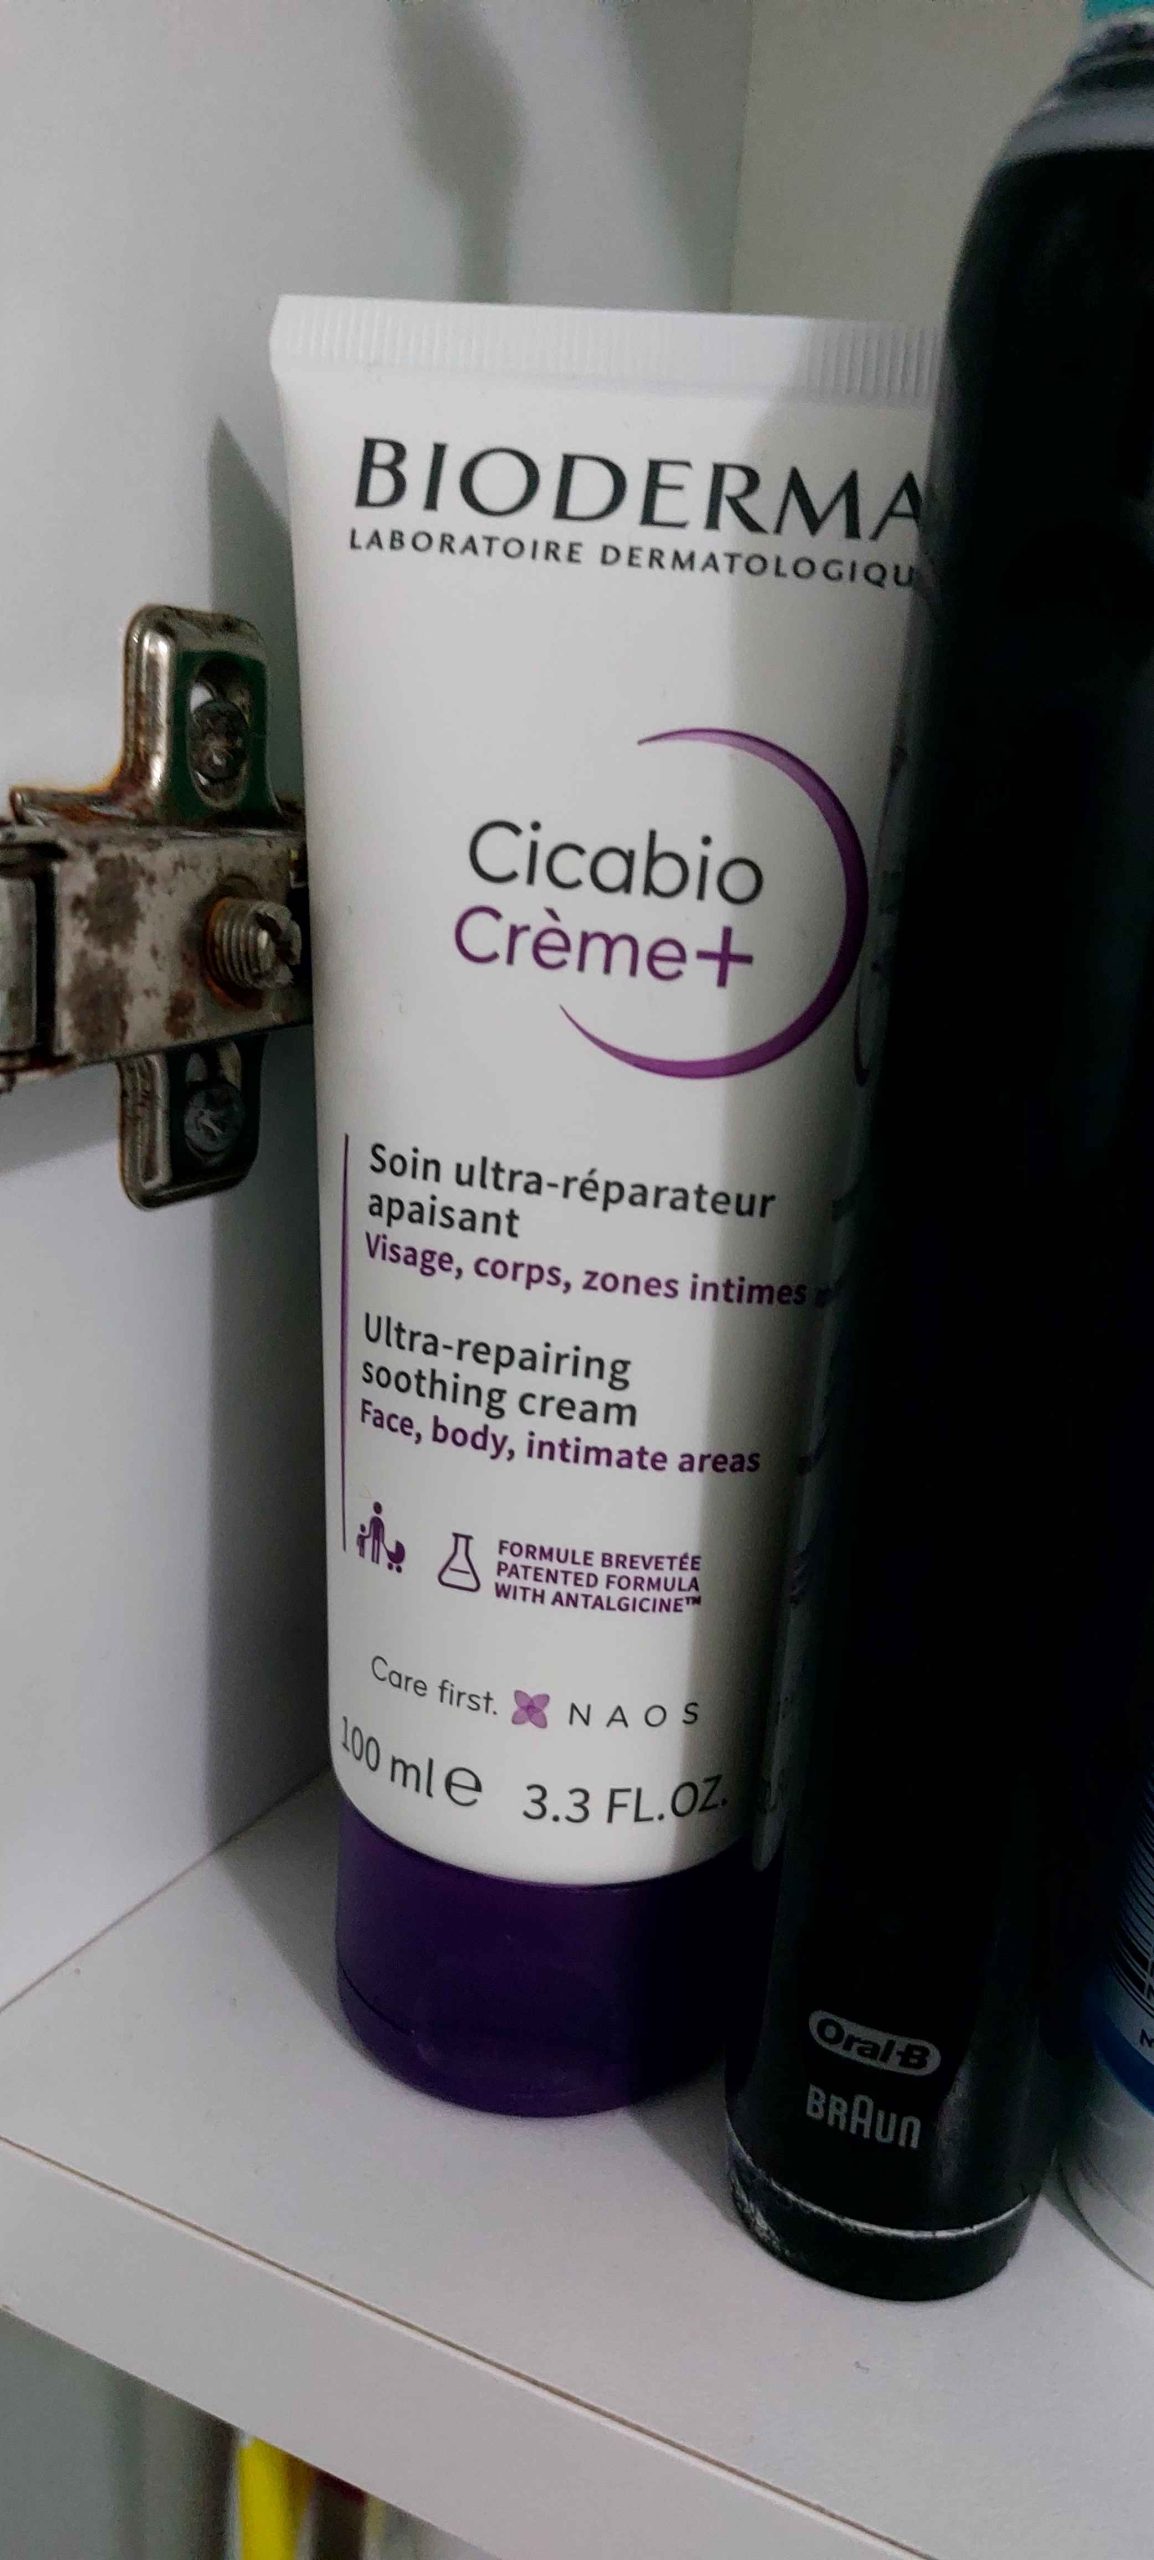 BIODERMA
LABORATOIRE DERMATOLOGIQU
Cicabio
Crème+
Soin ultra-réparateur
apaisant
Visage, corps, zones intimes
Ultra-repairing
soothing cream
Face, body, intimate areas
FORMULE BREVETÉE
PATENTED FORMULA
WITH ANTALGICINE™
Care first. NAOS
100 ml e 3.3 FL.OZ.
Oral-B
BRAUN